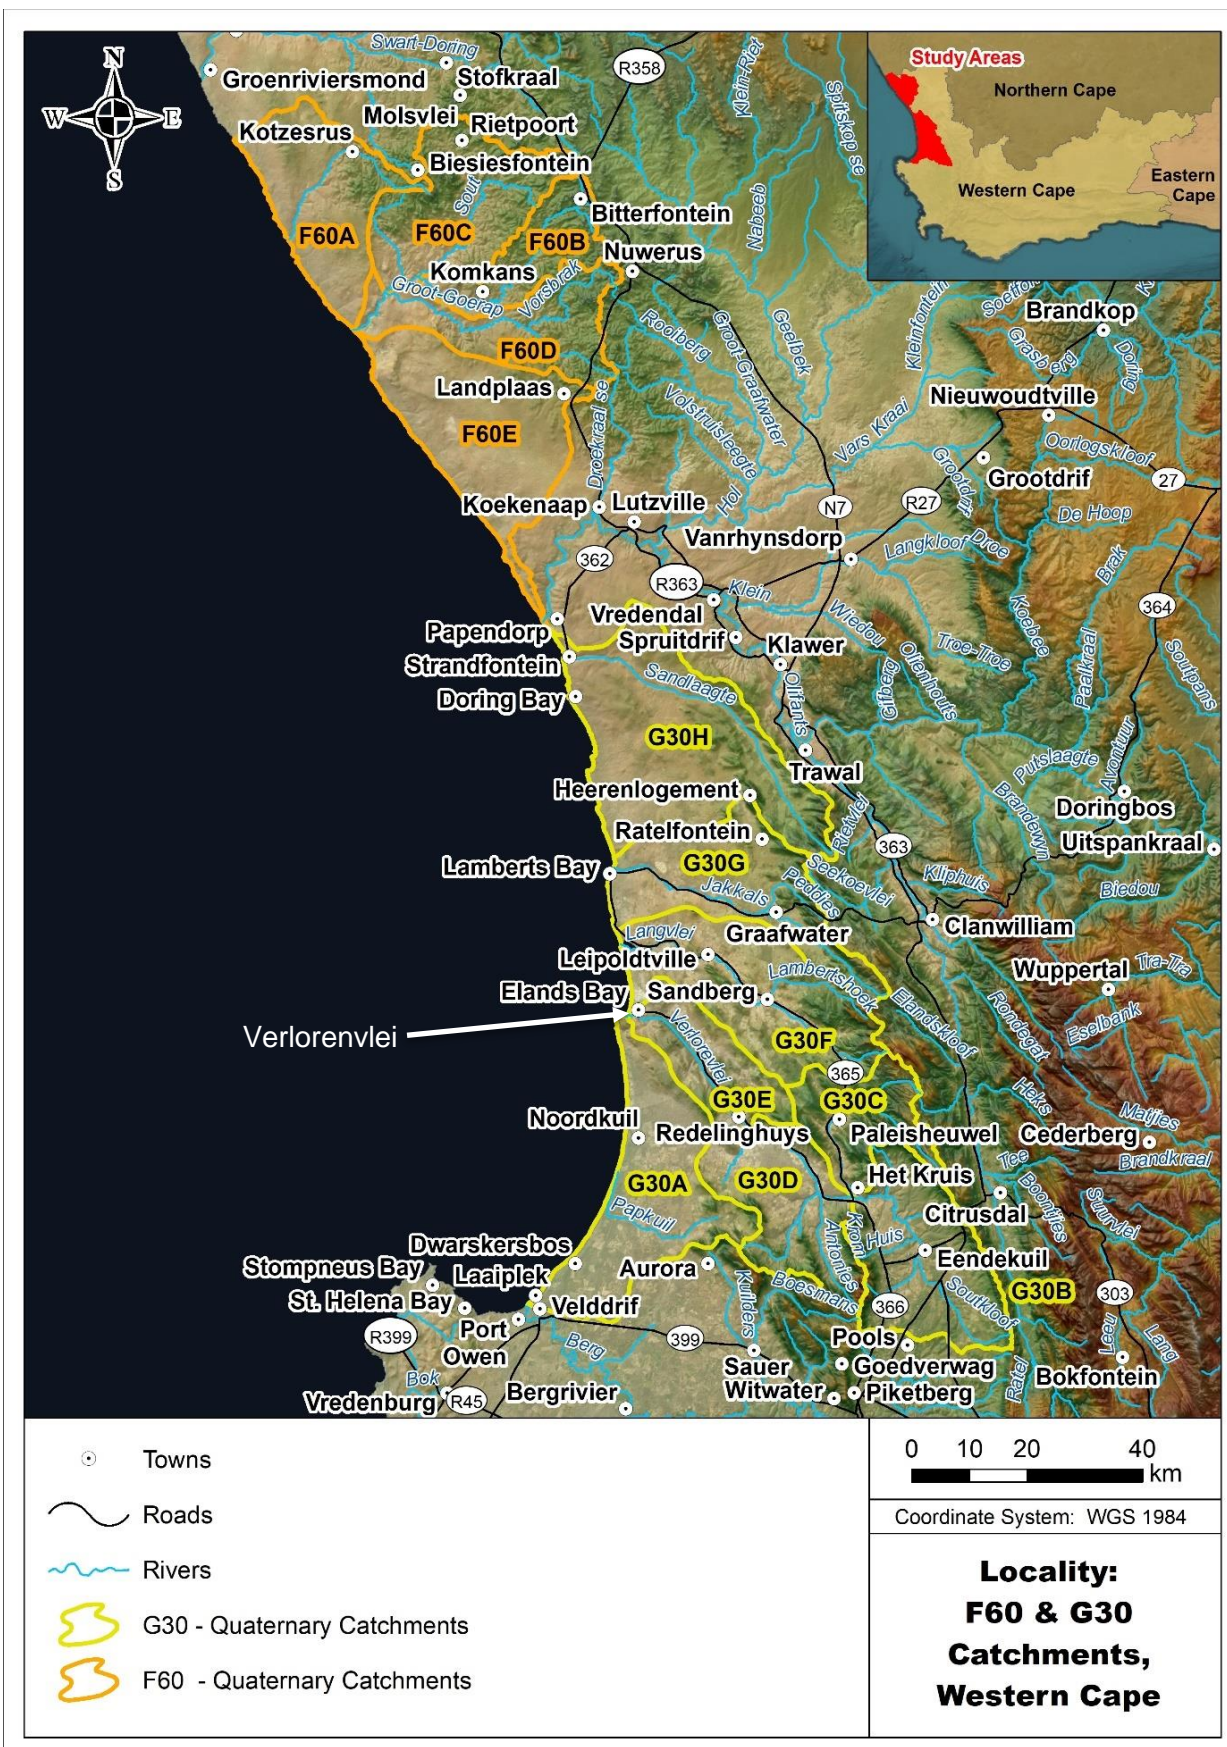 N
W
E
S
Swart-Doring
R358
Klein-Riet
Spitskop se
Study Areas
Northern Cape
Western Cape
Eastern
Cape
Groenriviersmond
Stofkraal
Molsvlei
Rietpoort
Kotzesrus
Biesiesfontein
Sout
Bitterfontein
Nabeeb
F60A
F60C
F60B
Nuwerus
Komkans
Groot-Goerap
Vorsbrak
Rooiberg
Groot-Graafwater
Geelbek
Kleinfontein
Brandkop
Grasberg
Doring
F60D
Landplaas
Nieuwoudtville
F60E
Volstruisleegte
Vars Kraai
Oorlogskloof
Droekraal se
Grootdrif
Grootdrif
27
Koekenaap
Lutzville
Hol
N7
R27
De Hoop
Vanrhynsdorp
Langkloof
Droe
Brak
362
R363
Klein
364
Vredendal
Wiedou
Koebee
Papendorp
Spruitdrif
Klawer
Troe-Troe
Paalkraal
Soutpans
Strandfontein
Sandlaagte
Olifants
Gifberg
Oltenhouts
Doring Bay
G30H
Trawal
Putslaagte
Avontuur
Heerenlogement
Brandewyn
Doringbos
Ratelfontein
Rietvlei
363
Uitspankraal
Lamberts Bay
G30G
Jakkals
Peddies
Seekoevlei
Kliphuis
Biedou
Graafwater
Clanwilliam
Langvlei
Leipoldtville
Lambertshoek
Wuppertal
Tra-Tra
Elands Bay
Sandberg
Elandskloof
Rondegat
Eselbank
Verlorenvlei
Verlorevlei
G30F
365
G30E
G30C
Heks
Matjies
Noordkuil
Redelinghuys
Paleisheuwel
Cederberg
Tee
Brandkraal
G30A
G30D
Het Kruis
Boontjies
Suurvlei
Papkuil
Citrusdal
Krom
Antonies
Huis
Dwarskersbos
Eendekuil
Stompneus Bay
Laaiplek
Aurora
G30B
St. Helena Bay
Velddrif
Kuilders
Boesmans
366
Soutkloof
303
R399
Port
Owen
Berg
399
Pools
Leeu
Lang
Sauer
Goedverwag
Bok
Bokfontein
Vredenburg
R45
Bergrivier
Witwater
Piketberg
Ratel
Towns
Roads
Rivers
G30 - Quaternary Catchments
F60 - Quaternary Catchments
0 10 20 40
km
Coordinate System: WGS 1984
Locality:
F60 & G30
Catchments,
Western Cape